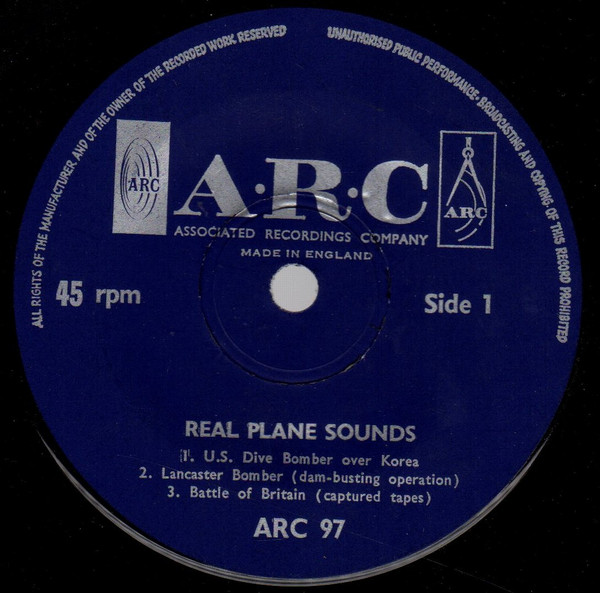 ALL RIGHTS OF THE MANUFACTURER AND OF THE OWNER OF THE RECORDED WORK RESERVED
UNAUTHORISED PUBLIC PERFORMANCE·BROADCASTING AND COPYING OF THIS RECORD PROHIBITED
ARC
A·R·C
ARC
ASSOCIATED RECORDINGS COMPANY
MADE IN ENGLAND
45 rpm
Side 1
REAL PLANE SOUNDS
1. U.S. Dive Bomber over Korea
2. Lancaster Bomber (dam-busting operation)
3. Battle of Britain (captured tapes)
ARC 97